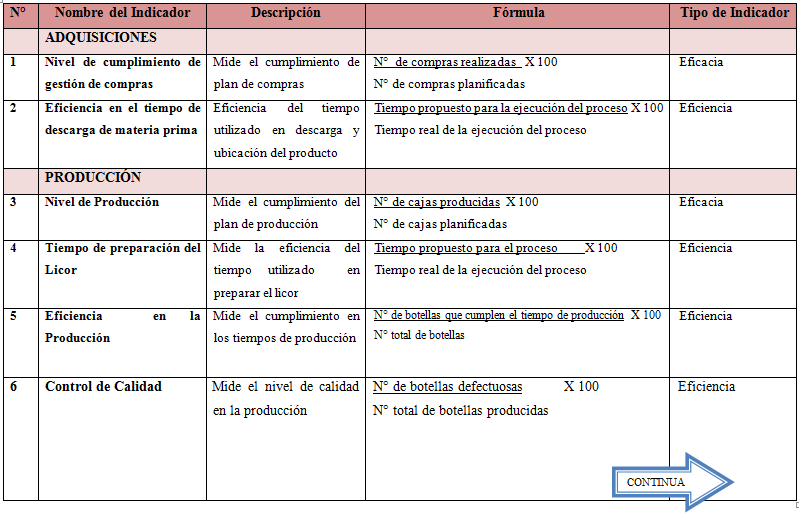 N° Nombre del Indicador Descripción Fórmula Tipo de Indicador
ADQUISICIONES
1 Nivel de cumplimiento de Mide el cumplimiento de N° de compras realizadas X 100 Eficacia
gestión de compras plan de compras N° de compras planificadas
2 Eficiencia en el tiempo de Eficiencia del tiempo Tiempo propuesto para la ejecución del proceso X 100 Eficiencia
descarga de materia prima utilizado en descarga y Tiempo real de la ejecución del proceso
ubicación del producto
PRODUCCIÓN
3 Nivel de Producción Mide el cumplimiento del N° de cajas producidas X 100 Eficacia
plan de producción N° de cajas planificadas
4 Tiempo de preparación del Mide la eficiencia del Tiempo propuesto para el proceso X 100 Eficiencia
Licor tiempo utilizado en Tiempo real de la ejecución del proceso
preparar el licor
5 Eficiencia en la Mide el cumplimiento en N° de botellas que cumplen el tiempo de producción X 100 Eficiencia
Producción los tiempos de producción N° total de botellas
6 Control de Calidad Mide el nivel de calidad N° de botellas defectuosas X 100 Eficiencia
en la producción N° total de botellas producidas
CONTINUA